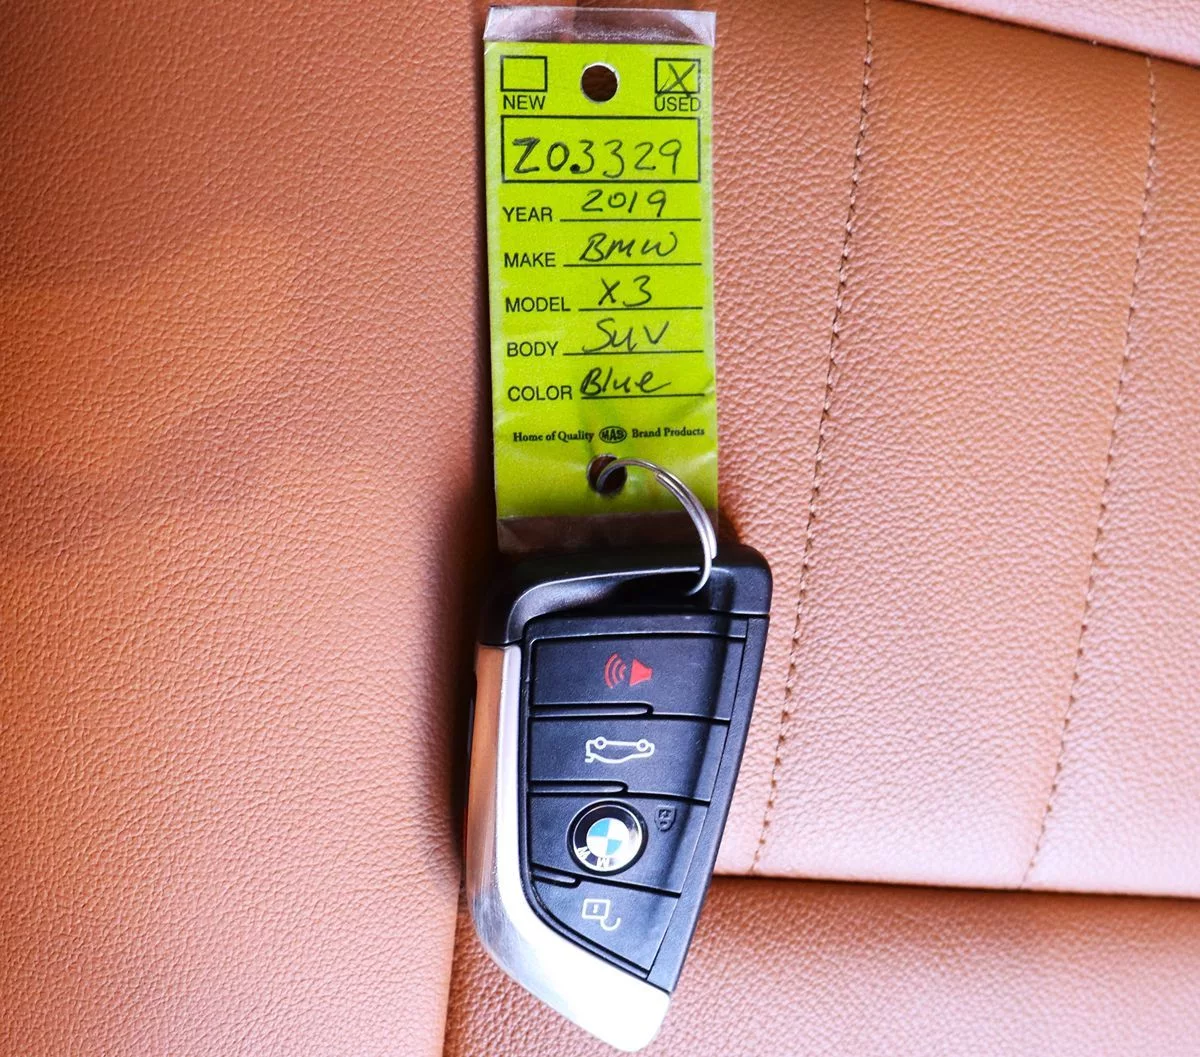 NEW USED
Z03329
YEAR 2019
MAKE BMW
MODEL X3
BODY SUV
COLOR Blue
Home of Quality MAS Brand Products
BMW